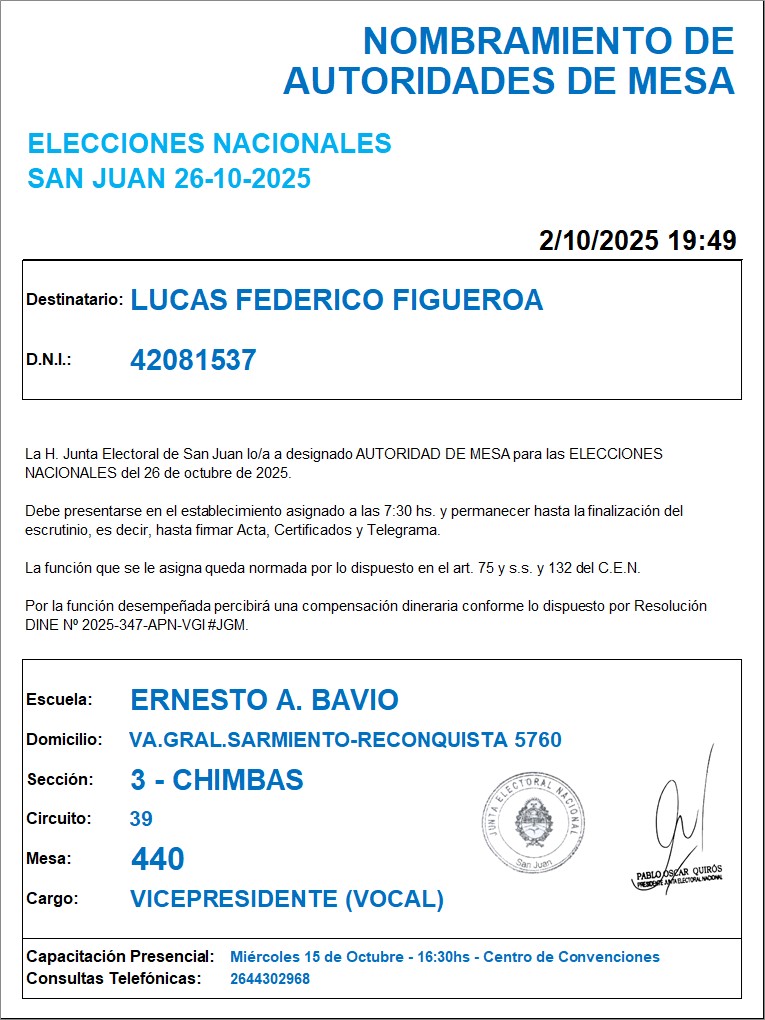 NOMBRAMIENTO DE
AUTORIDADES DE MESA
ELECCIONES NACIONALES
SAN JUAN 26-10-2025
2/10/2025 19:49
Destinatario: LUCAS FEDERICO FIGUEROA
D.N.I.: 42081537
La H. Junta Electoral de San Juan lo/a a designado AUTORIDAD DE MESA para las ELECCIONES
NACIONALES del 26 de octubre de 2025.
Debe presentarse en el establecimiento asignado a las 7:30 hs. y permanecer hasta la finalización del
escrutinio, es decir, hasta firmar Acta, Certificados y Telegrama.
La función que se le asigna queda normada por lo dispuesto en el art. 75 y s.s. y 132 del C.E.N.
Por la función desempeñada percibirá una compensación dineraria conforme lo dispuesto por Resolución
DINE Nº 2025-347-APN-VGI#JGM.
Escuela: ERNESTO A. BAVIO
Domicilio: VA.GRAL.SARMIENTO-RECONQUISTA 5760
Sección: 3 - CHIMBAS
Circuito: 39
Mesa: 440
Cargo: VICEPRESIDENTE (VOCAL)
JUNTA ELECTORAL NACIONAL
San Juan
PABLO OSCAR QUIRÓS
PRESIDENTE JUNTA ELECTORAL NACIONAL
Capacitación Presencial: Miércoles 15 de Octubre - 16:30hs - Centro de Convenciones
Consultas Telefónicas: 2644302968